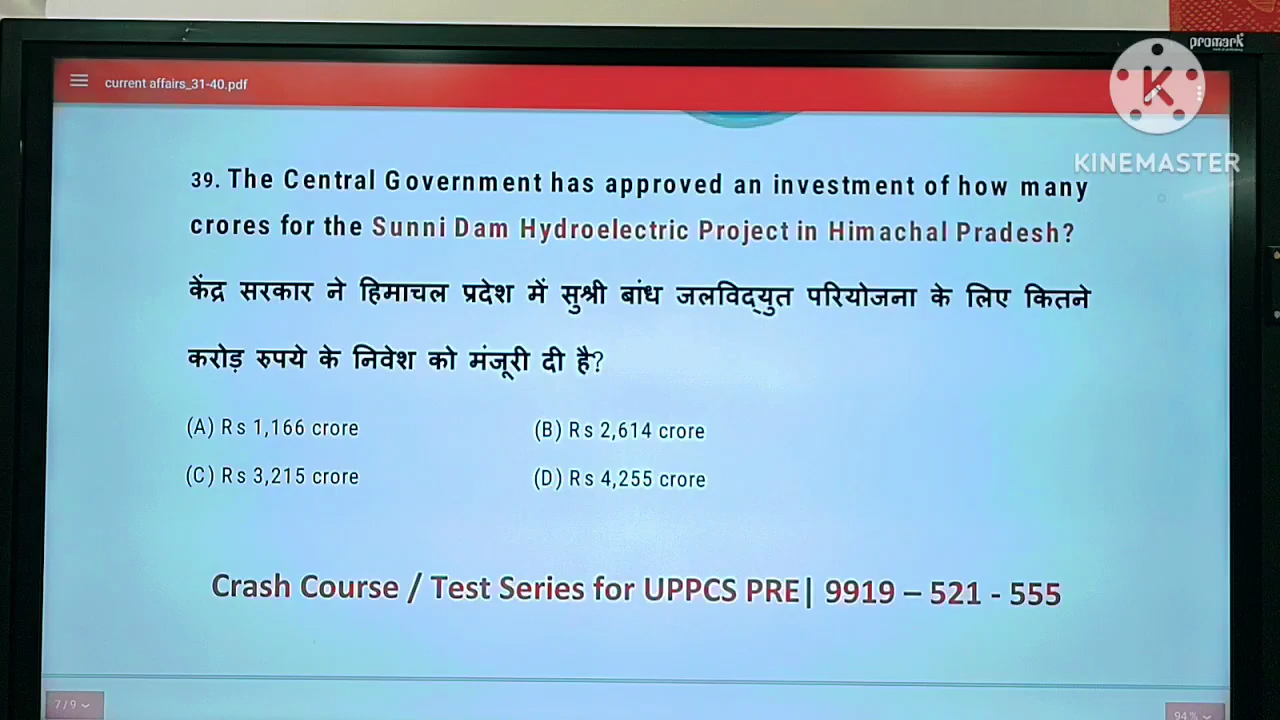 promark
current affairs_31-40.pdf
KINEMASTER
39. The Central Government has approved an investment of how many
crores for the Sunni Dam Hydroelectric Project in Himachal Pradesh?
केंद्र सरकार ने हिमाचल प्रदेश में सुश्री बांध जलविद्युत परियोजना के लिए कितने
करोड़ रुपये के निवेश को मंजूरी दी है?
(A) Rs 1,166 crore (B) Rs 2,614 crore
(C) Rs 3,215 crore (D) Rs 4,255 crore
Crash Course / Test Series for UPPCS PRE| 9919 – 521 - 555
7/9
94%